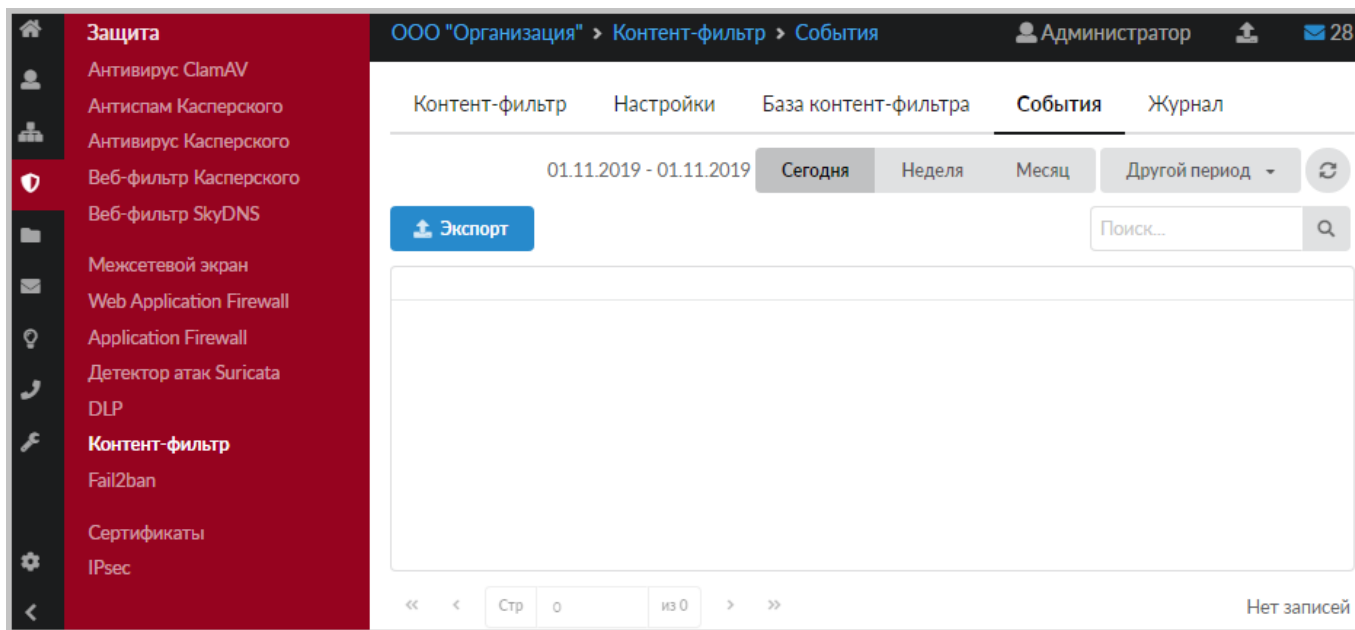 Защита
Антивирус ClamAV
Антиспам Касперского
Антивирус Касперского
Веб-фильтр Касперского
Веб-фильтр SkyDNS
Межсетевой экран
Web Application Firewall
Application Firewall
Детектор атак Suricata
DLP
Контент-фильтр
Fail2ban
Сертификаты
IPsec
ООО "Организация" > Контент-фильтр > События Администратор 28
Контент-фильтр Настройки База контент-фильтра События Журнал
01.11.2019 - 01.11.2019 Сегодня Неделя Месяц Другой период
Экспорт Поиск...
« < Стр 0 из 0 > » Нет записей